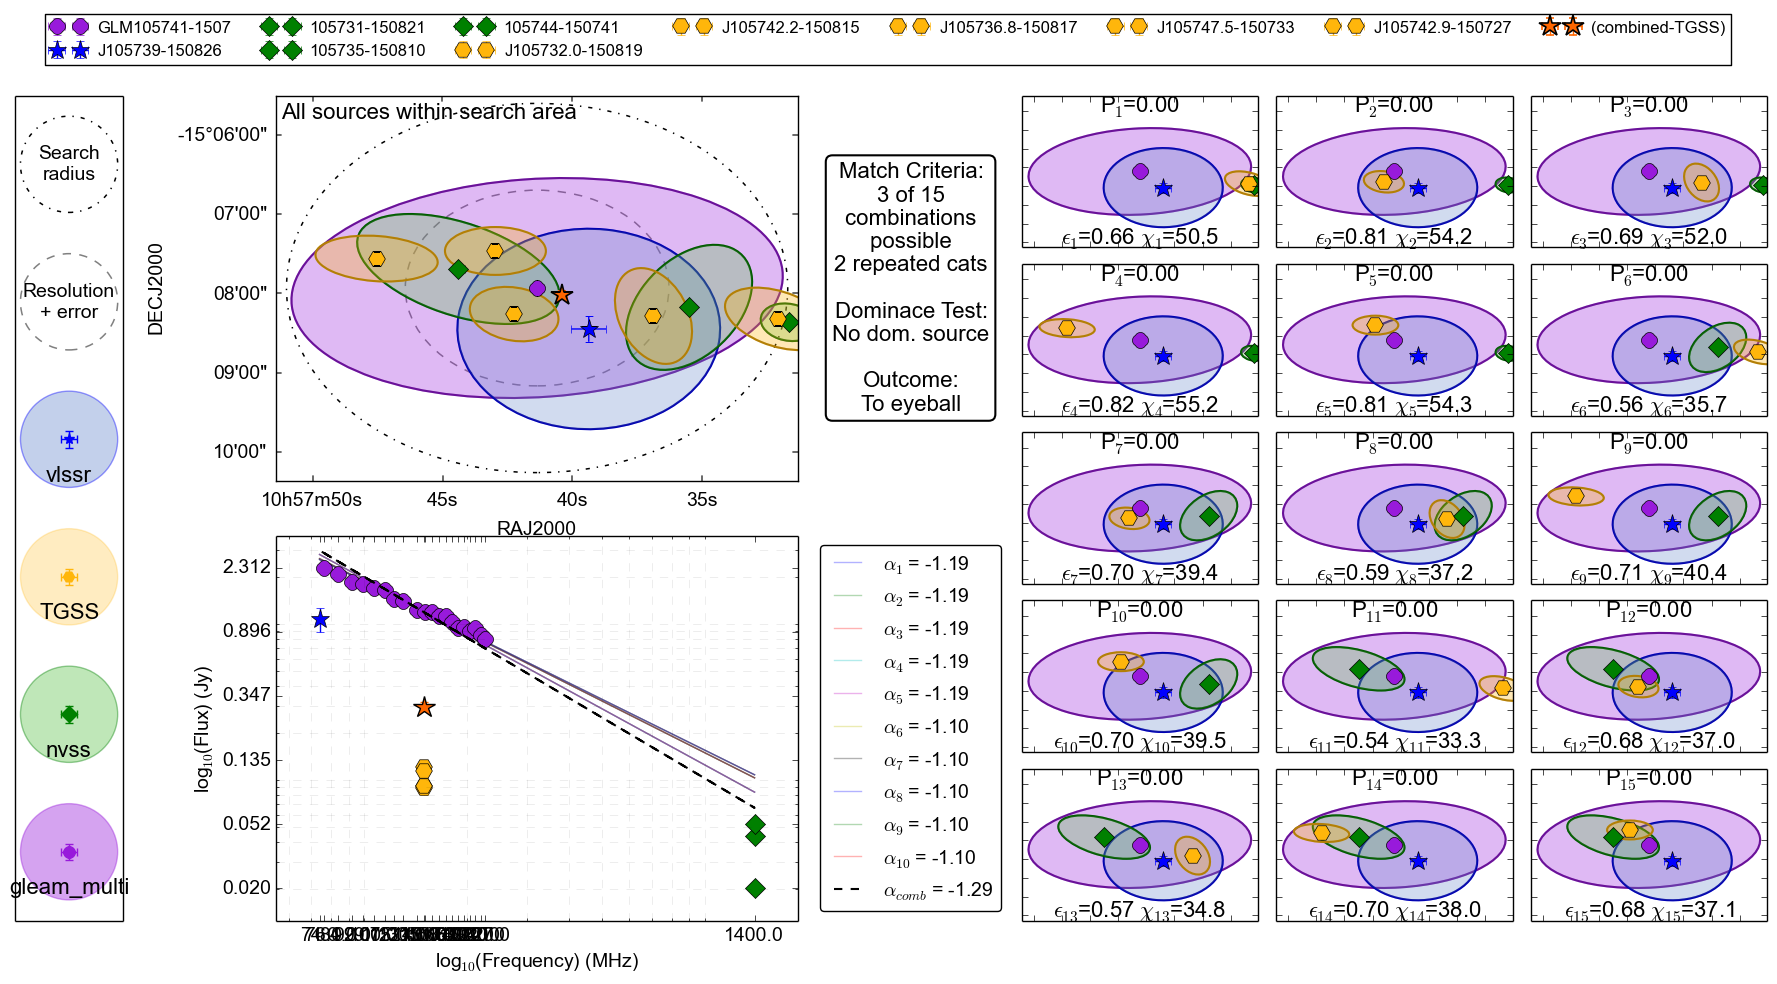 GLM105741-1507
105731-150821
105744-150741
J105742.2-150815
J105736.8-150817
J105747.5-150733
J105742.9-150727
(combined-TGSS)
J105739-150826
105735-150810
J105732.0-150819
Search
radius
Resolution
+ error
vlssr
TGSS
nvss
gleam_multi
All sources within search area
DECJ2000
-15°06'00"
07'00"
08'00"
09'00"
10'00"
10h57m50s
45s
40s
35s
RAJ2000
Match Criteria:
3 of 15
combinations
possible
2 repeated cats
Dominace Test:
No dom. source
Outcome:
To eyeball
log10(Flux) (Jy)
2.312
0.896
0.347
0.135
0.052
0.020
1400.0
log10(Frequency) (MHz)
α1 = -1.19
α2 = -1.19
α3 = -1.19
α4 = -1.19
α5 = -1.19
α6 = -1.10
α7 = -1.10
α8 = -1.10
α9 = -1.10
α10 = -1.10
αcomb = -1.29
P1=0.00
ϵ1=0.66 χ1=50.5
P2=0.00
ϵ2=0.81 χ2=54.2
P3=0.00
ϵ3=0.69 χ3=52.0
P4=0.00
ϵ4=0.82 χ4=55.2
P5=0.00
ϵ5=0.81 χ5=54.3
P6=0.00
ϵ6=0.56 χ6=35.7
P7=0.00
ϵ7=0.70 χ7=39.4
P8=0.00
ϵ8=0.59 χ8=37.2
P9=0.00
ϵ9=0.71 χ9=40.4
P10=0.00
ϵ10=0.70 χ10=39.5
P11=0.00
ϵ11=0.54 χ11=33.3
P12=0.00
ϵ12=0.68 χ12=37.0
P13=0.00
ϵ13=0.57 χ13=34.8
P14=0.00
ϵ14=0.70 χ14=38.0
P15=0.00
ϵ15=0.68 χ15=37.1